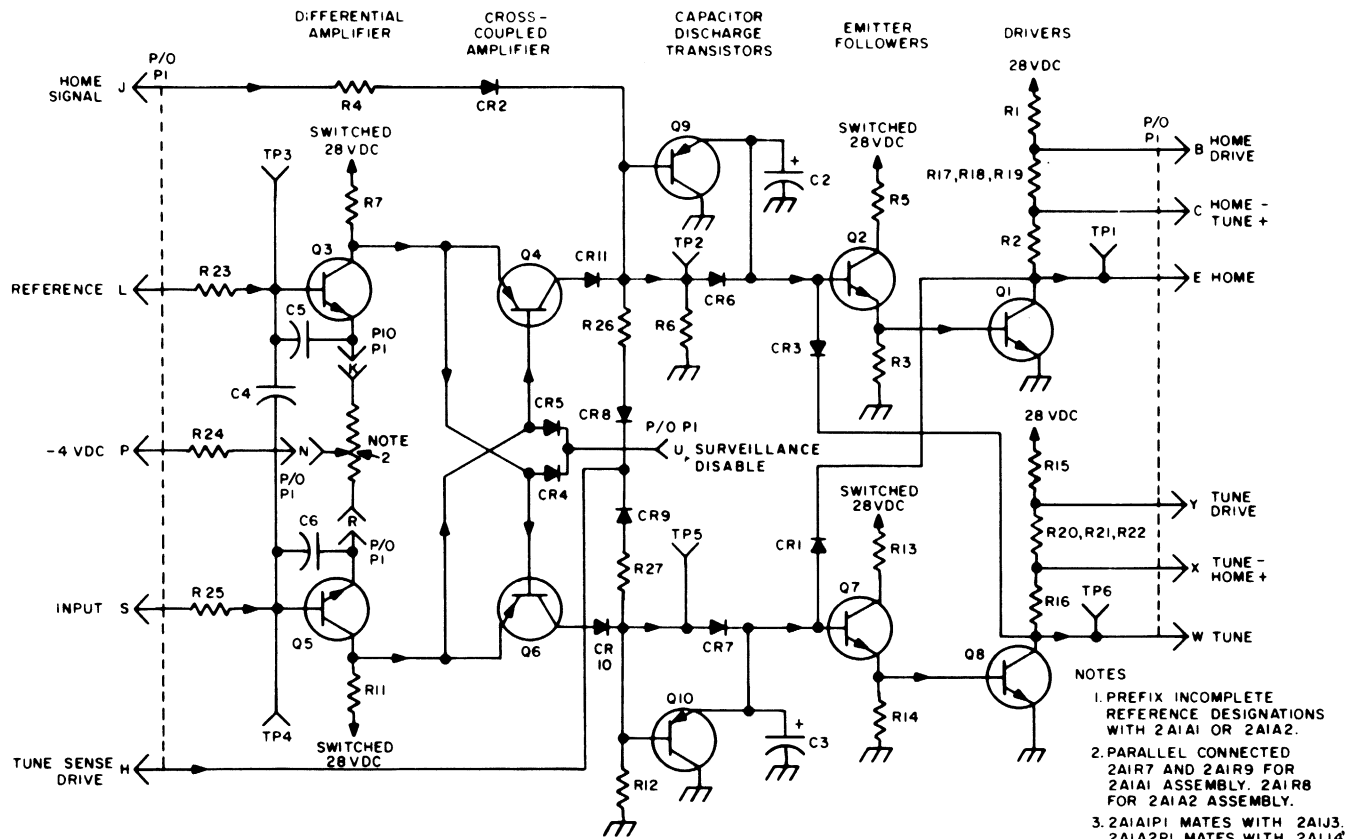 DIFFERENTIAL
AMPLIFIER
CROSS-
COUPLED
AMPLIFIER
CAPACITOR
DISCHARGE
TRANSISTORS
EMITTER
FOLLOWERS
DRIVERS
P/O
P1
HOME
SIGNAL J
R4
CR2
28VDC
R1
P/O
P1
B HOME
DRIVE
R17,R18,R19
C HOME-
TUNE+
R2
TP1
E HOME
Q1
TP3
SWITCHED
28VDC
R7
Q3
Q4
CR11
Q9
C2
+
TP2
CR6
R6
R26
SWITCHED
28VDC
R5
Q2
R3
CR3
REFERENCE L
R23
C5
P10
P1
K
C4
-4 VDC P
R24
N
P/O
P1
NOTE
2
CR5
CR4
CR8
P/O P1
U, SURVEILLANCE
DISABLE
R
P/O
P1
C6
CR9
R27
TP5
CR1
SWITCHED
28VDC
R13
28 VDC
R15
Y TUNE
DRIVE
R20,R21,R22
X TUNE-
HOME+
R16
TP6
W TUNE
INPUT S
R25
Q5
R11
TP4
SWITCHED
28VDC
Q6
CR
10
CR7
Q7
R14
Q8
Q10
C3
+
R12
TUNE SENSE
DRIVE H
NOTES
1. PREFIX INCOMPLETE
REFERENCE DESIGNATIONS
WITH 2A1A1 OR 2A1A2.
2. PARALLEL CONNECTED
2A1R7 AND 2A1R9 FOR
2A1A1 ASSEMBLY. 2A1R8
FOR 2A1A2 ASSEMBLY.
3. 2A1A1P1 MATES WITH 2A1J3.
2A1A2P1 MATES WITH 2A1J4